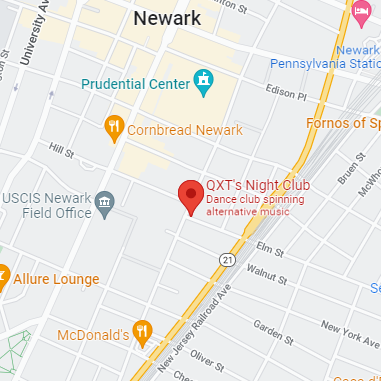 Newark
University Ave
Newark
Pennsylvania Statio
Prudential Center
Edison Pl
Cornbread Newark
Fornos of Sp
Hill St
QXT's Night Club
Dance club spinning
alternative music
Bruen St
McWho
USCIS Newark
Field Office
Elm St
21
Walnut St
Allure Lounge
New Jersey Railroad Ave
McDonald's
Garden St
New York Ave
Oliver St